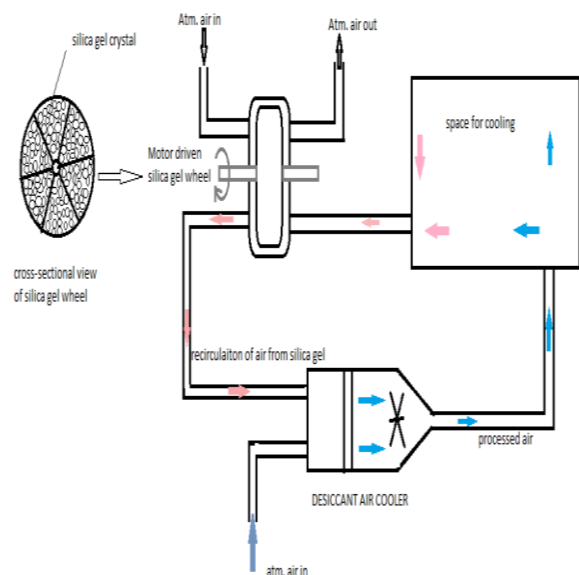 Atm. air in
Atm. air out
silica gel crystal
space for cooling
Motor driven
silica gel wheel
cross-sectional view
of silica gel wheel
recirculaiton of air from silica gel
processed air
DESICCANT AIR COOLER
atm. air in